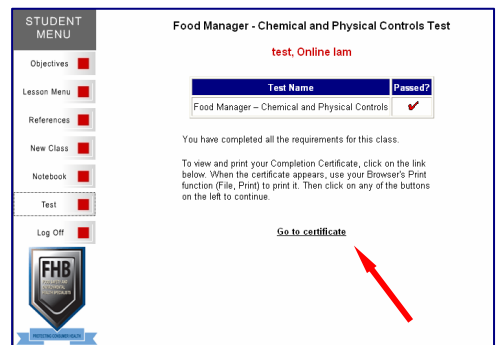 STUDENT
MENU
Objectives
Lesson Menu
References
New Class
Notebook
Test
Log Off
FHB
PROTECTING CONSUMER HEALTH
Food Manager - Chemical and Physical Controls Test
test, Online Iam
Test Name Passed?
Food Manager – Chemical and Physical Controls
You have completed all the requirements for this class.
To view and print your Completion Certificate, click on the link
below. When the certificate appears, use your Browser's Print
function (File, Print) to print it. Then click on any of the buttons
on the left to continue.
Go to certificate